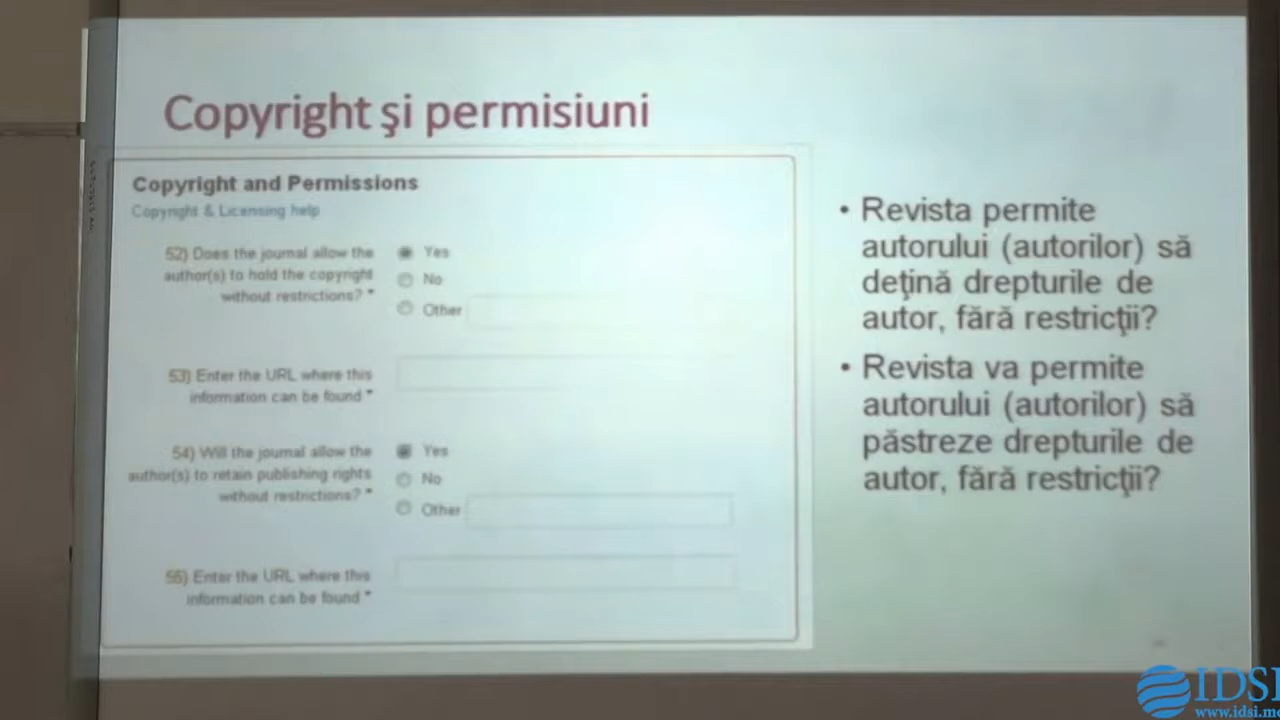 Copyright şi permisiuni
Copyright and Permissions
Copyright & Licensing help
52) Does the journal allow the
author(s) to hold the copyright
without restrictions? *
Yes
No
Other
53) Enter the URL where this
information can be found *
54) Will the journal allow the
author(s) to retain publishing rights
without restrictions? *
Yes
No
Other
55) Enter the URL where this
information can be found *
• Revista permite
autorului (autorilor) să
deţină drepturile de
autor, fără restricţii?
• Revista va permite
autorului (autorilor) să
păstreze drepturile de
autor, fără restricţii?
IDSI
www.idsi.m